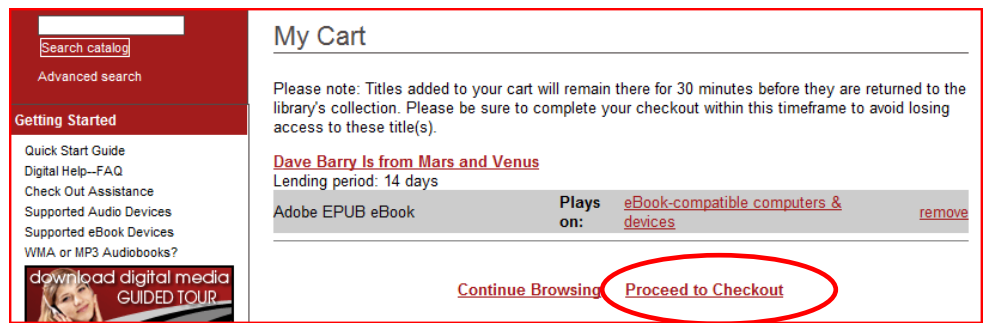 Search catalog
Advanced search
Getting Started
Quick Start Guide
Digital Help--FAQ
Check Out Assistance
Supported Audio Devices
Supported eBook Devices
WMA or MP3 Audiobooks?
download digital media
GUIDED TOUR
My Cart
Please note: Titles added to your cart will remain there for 30 minutes before they are returned to the
library's collection. Please be sure to complete your checkout within this timeframe to avoid losing
access to these title(s).
Dave Barry Is from Mars and Venus
Lending period: 14 days
Adobe EPUB eBook Plays on: eBook-compatible computers & devices remove
Continue Browsing Proceed to Checkout